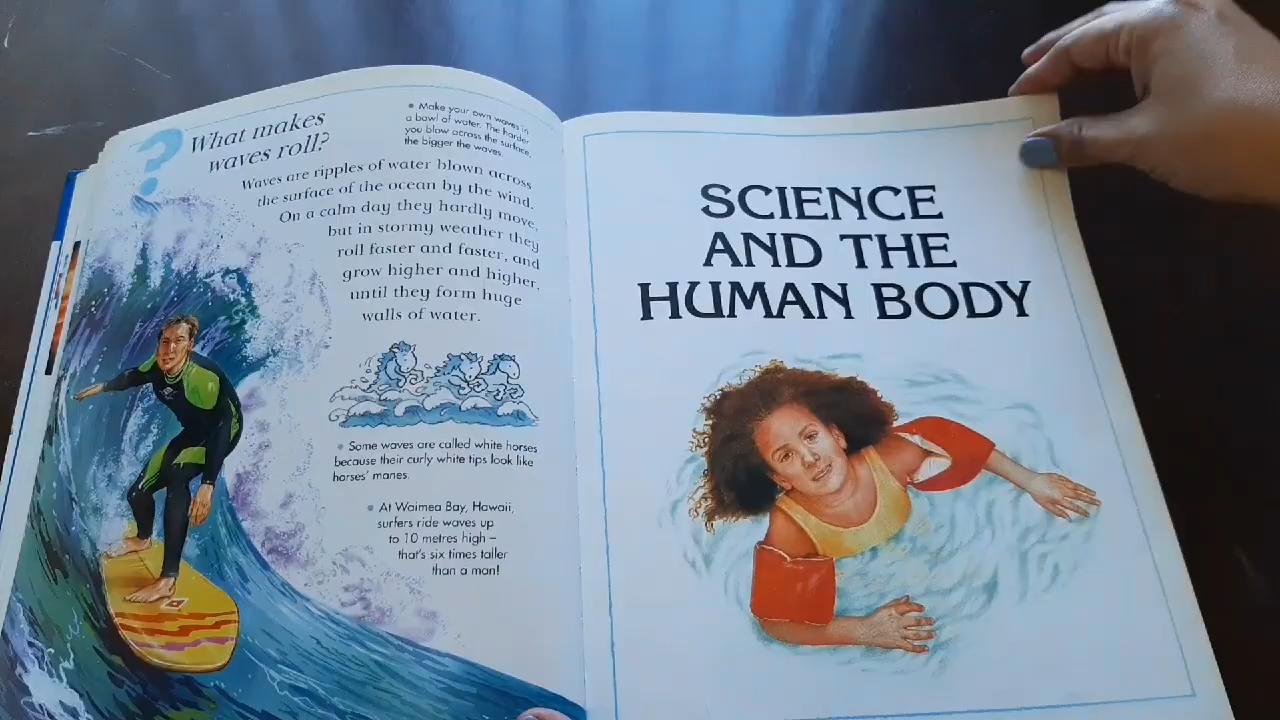 ?
What makes
waves roll?
• Make your own waves in
a bowl of water. The harder
you blow across the surface,
the bigger the waves.
Waves are ripples of water blown across
the surface of the ocean by the wind.
On a calm day they hardly move,
but in stormy weather they
roll faster and faster, and
grow higher and higher,
until they form huge
walls of water.
• Some waves are called white horses
because their curly white tips look like
horses' manes.
• At Waimea Bay, Hawaii,
surfers ride waves up
to 10 metres high –
that's six times taller
than a man!
SCIENCE
AND THE
HUMAN BODY